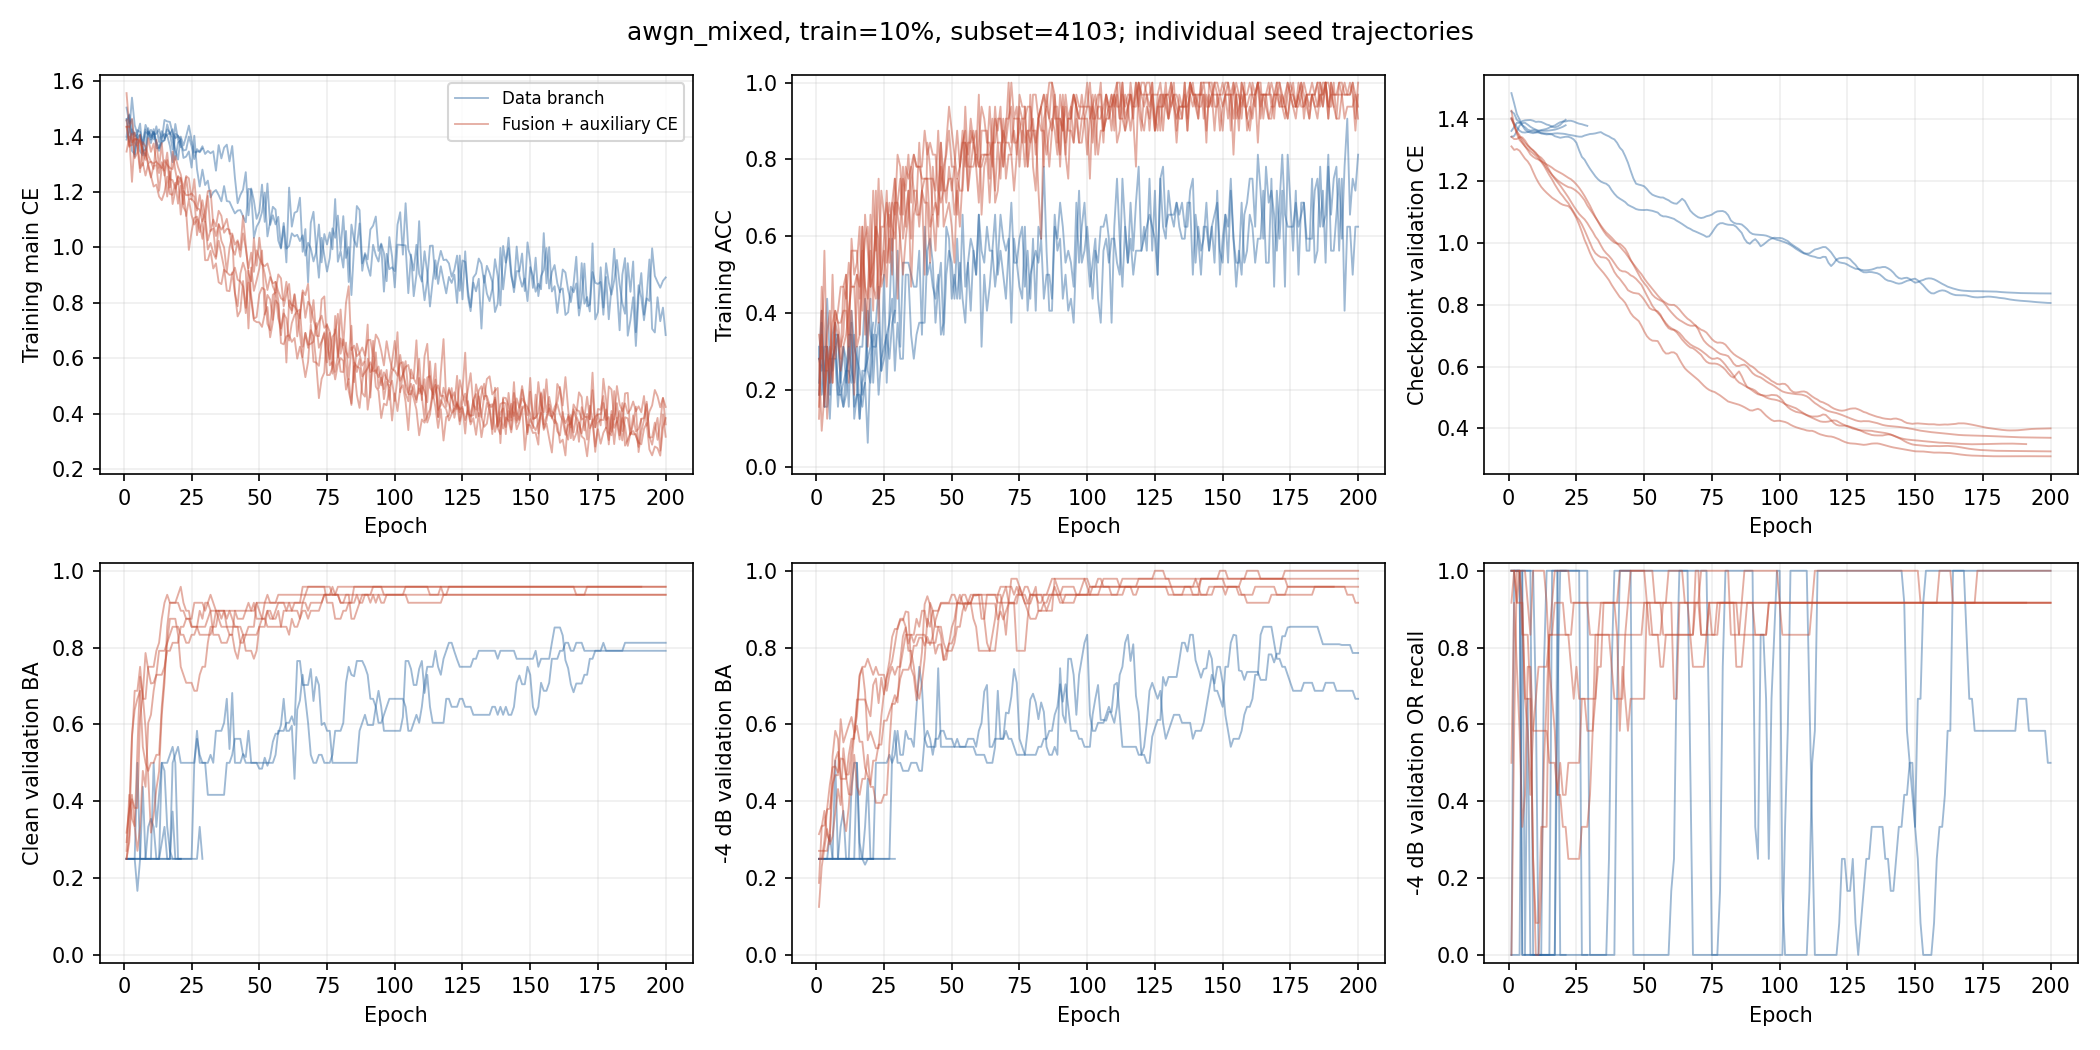 awgn_mixed, train=10%, subset=4103; individual seed trajectories
1.6
1.4
1.2
1.0
0.8
0.6
0.4
0.2
Training main CE
Data branch
Fusion + auxiliary CE
0 25 50 75 100 125 150 175 200
Epoch
1.0
0.8
0.6
0.4
0.2
0.0
Training ACC
0 25 50 75 100 125 150 175 200
Epoch
1.4
1.2
1.0
0.8
0.6
0.4
Checkpoint validation CE
0 25 50 75 100 125 150 175 200
Epoch
1.0
0.8
0.6
0.4
0.2
0.0
Clean validation BA
0 25 50 75 100 125 150 175 200
Epoch
1.0
0.8
0.6
0.4
0.2
0.0
-4 dB validation BA
0 25 50 75 100 125 150 175 200
Epoch
1.0
0.8
0.6
0.4
0.2
0.0
-4 dB validation OR recall
0 25 50 75 100 125 150 175 200
Epoch